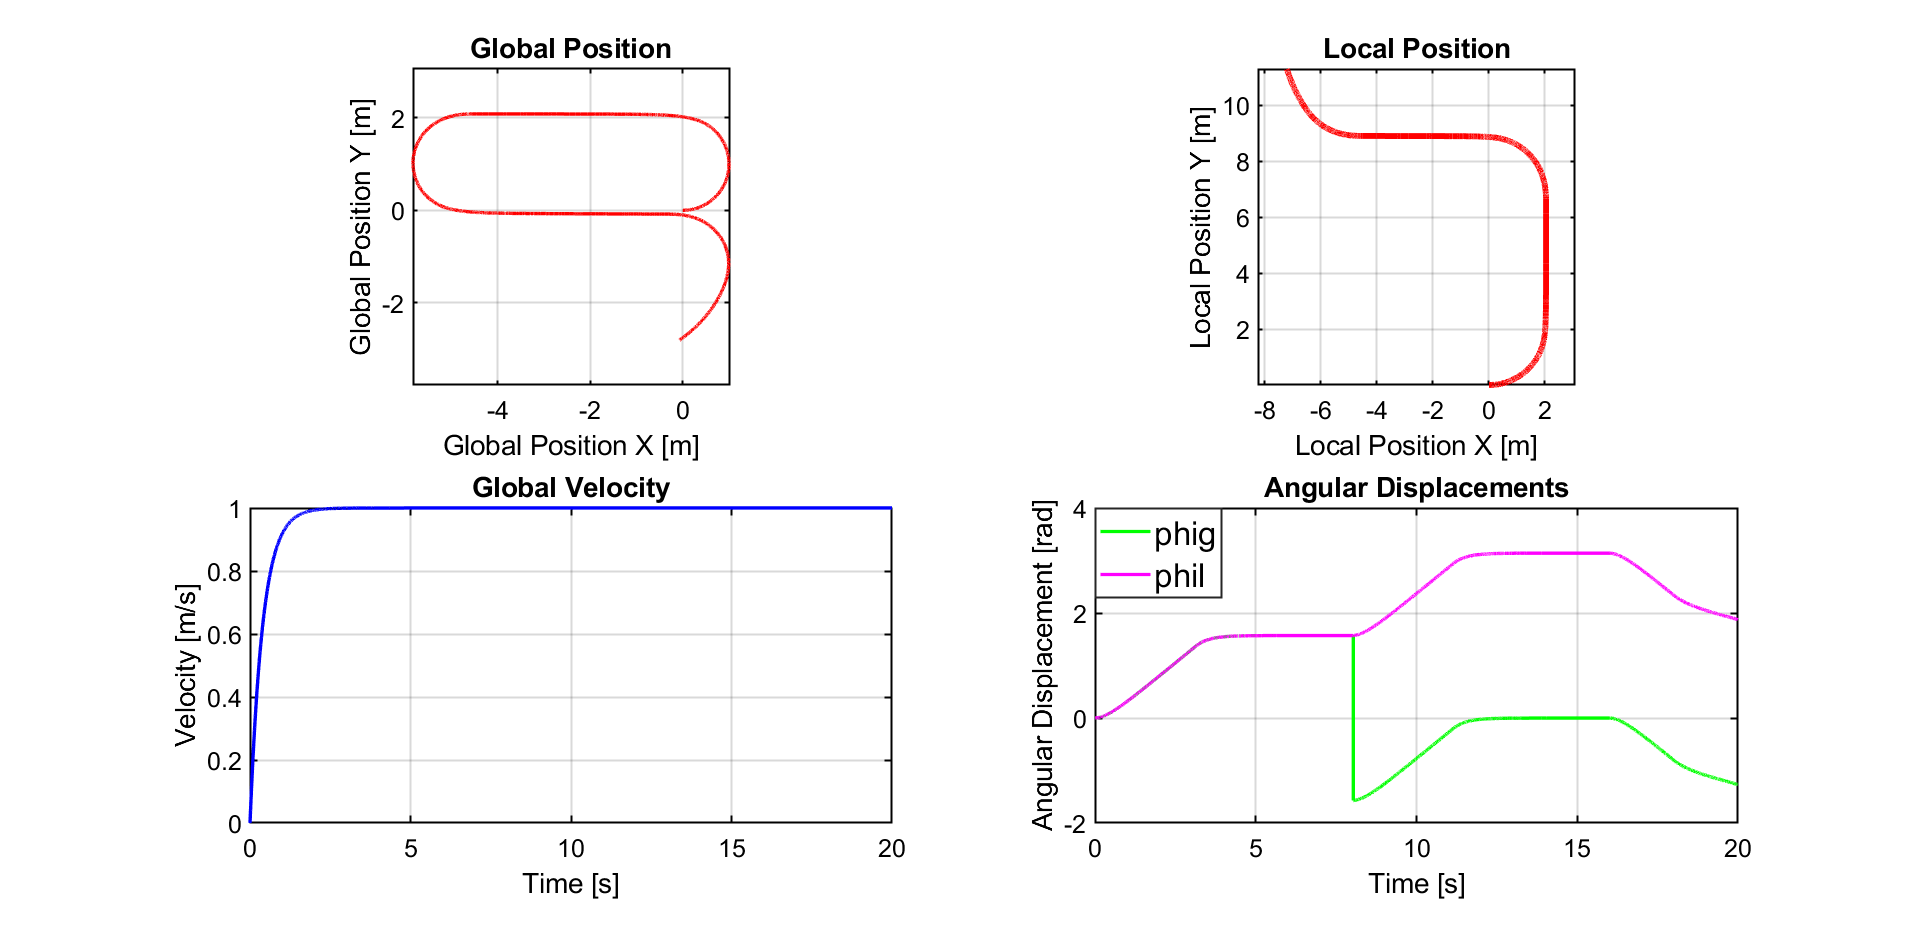 Global Position
Global Position Y [m]
2
0
-2
-4 -2 0
Global Position X [m]
Local Position
Local Position Y [m]
10
8
6
4
2
-8 -6 -4 -2 0 2
Local Position X [m]
Global Velocity
Velocity [m/s]
1
0.8
0.6
0.4
0.2
0
0 5 10 15 20
Time [s]
Angular Displacements
Angular Displacement [rad]
4
2
0
-2
phig
phil
0 5 10 15 20
Time [s]